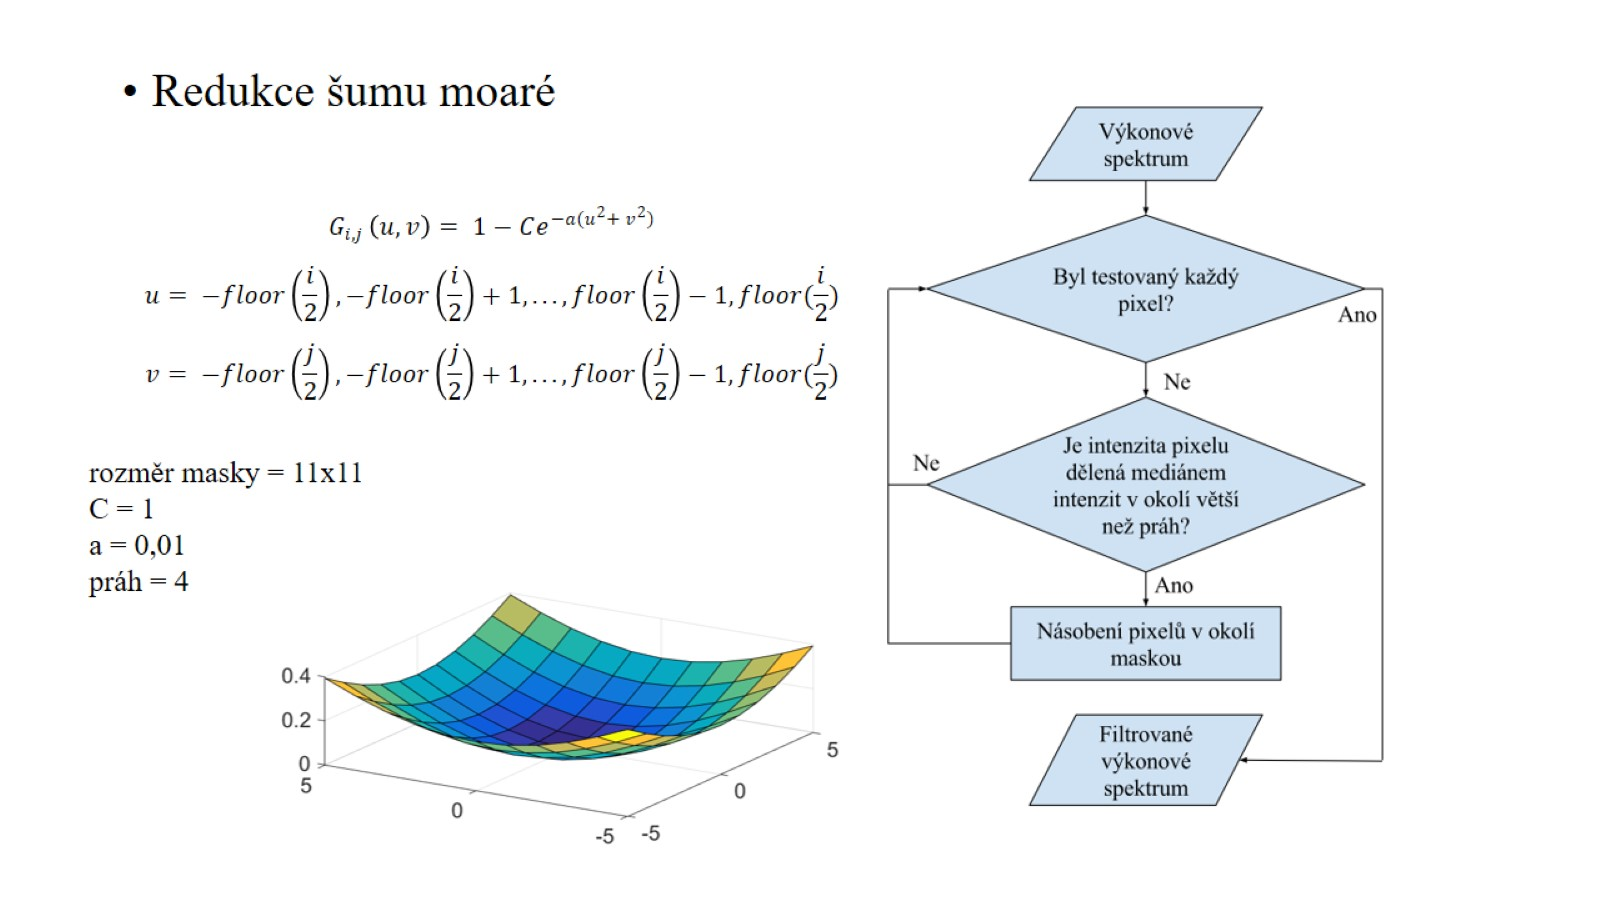 • Redukce šumu moaré
G_{i,j} (u, v) = 1 − Ce^{−a(u²+ v²)}
u = −floor(i/2), −floor(i/2) + 1, …, floor(i/2) − 1, floor(i/2)
v = −floor(j/2), −floor(j/2) + 1, …, floor(j/2) − 1, floor(j/2)
rozměr masky = 11x11
C = 1
a = 0,01
práh = 4
0.4
0.2
0
5
0
-5
-5
0
5
Výkonové
spektrum
Byl testovaný každý
pixel?
Ano
Ne
Je intenzita pixelu
dělená mediánem
intenzit v okolí větší
než práh?
Ne
Ano
Násobení pixelů v okolí
maskou
Filtrované
výkonové
spektrum